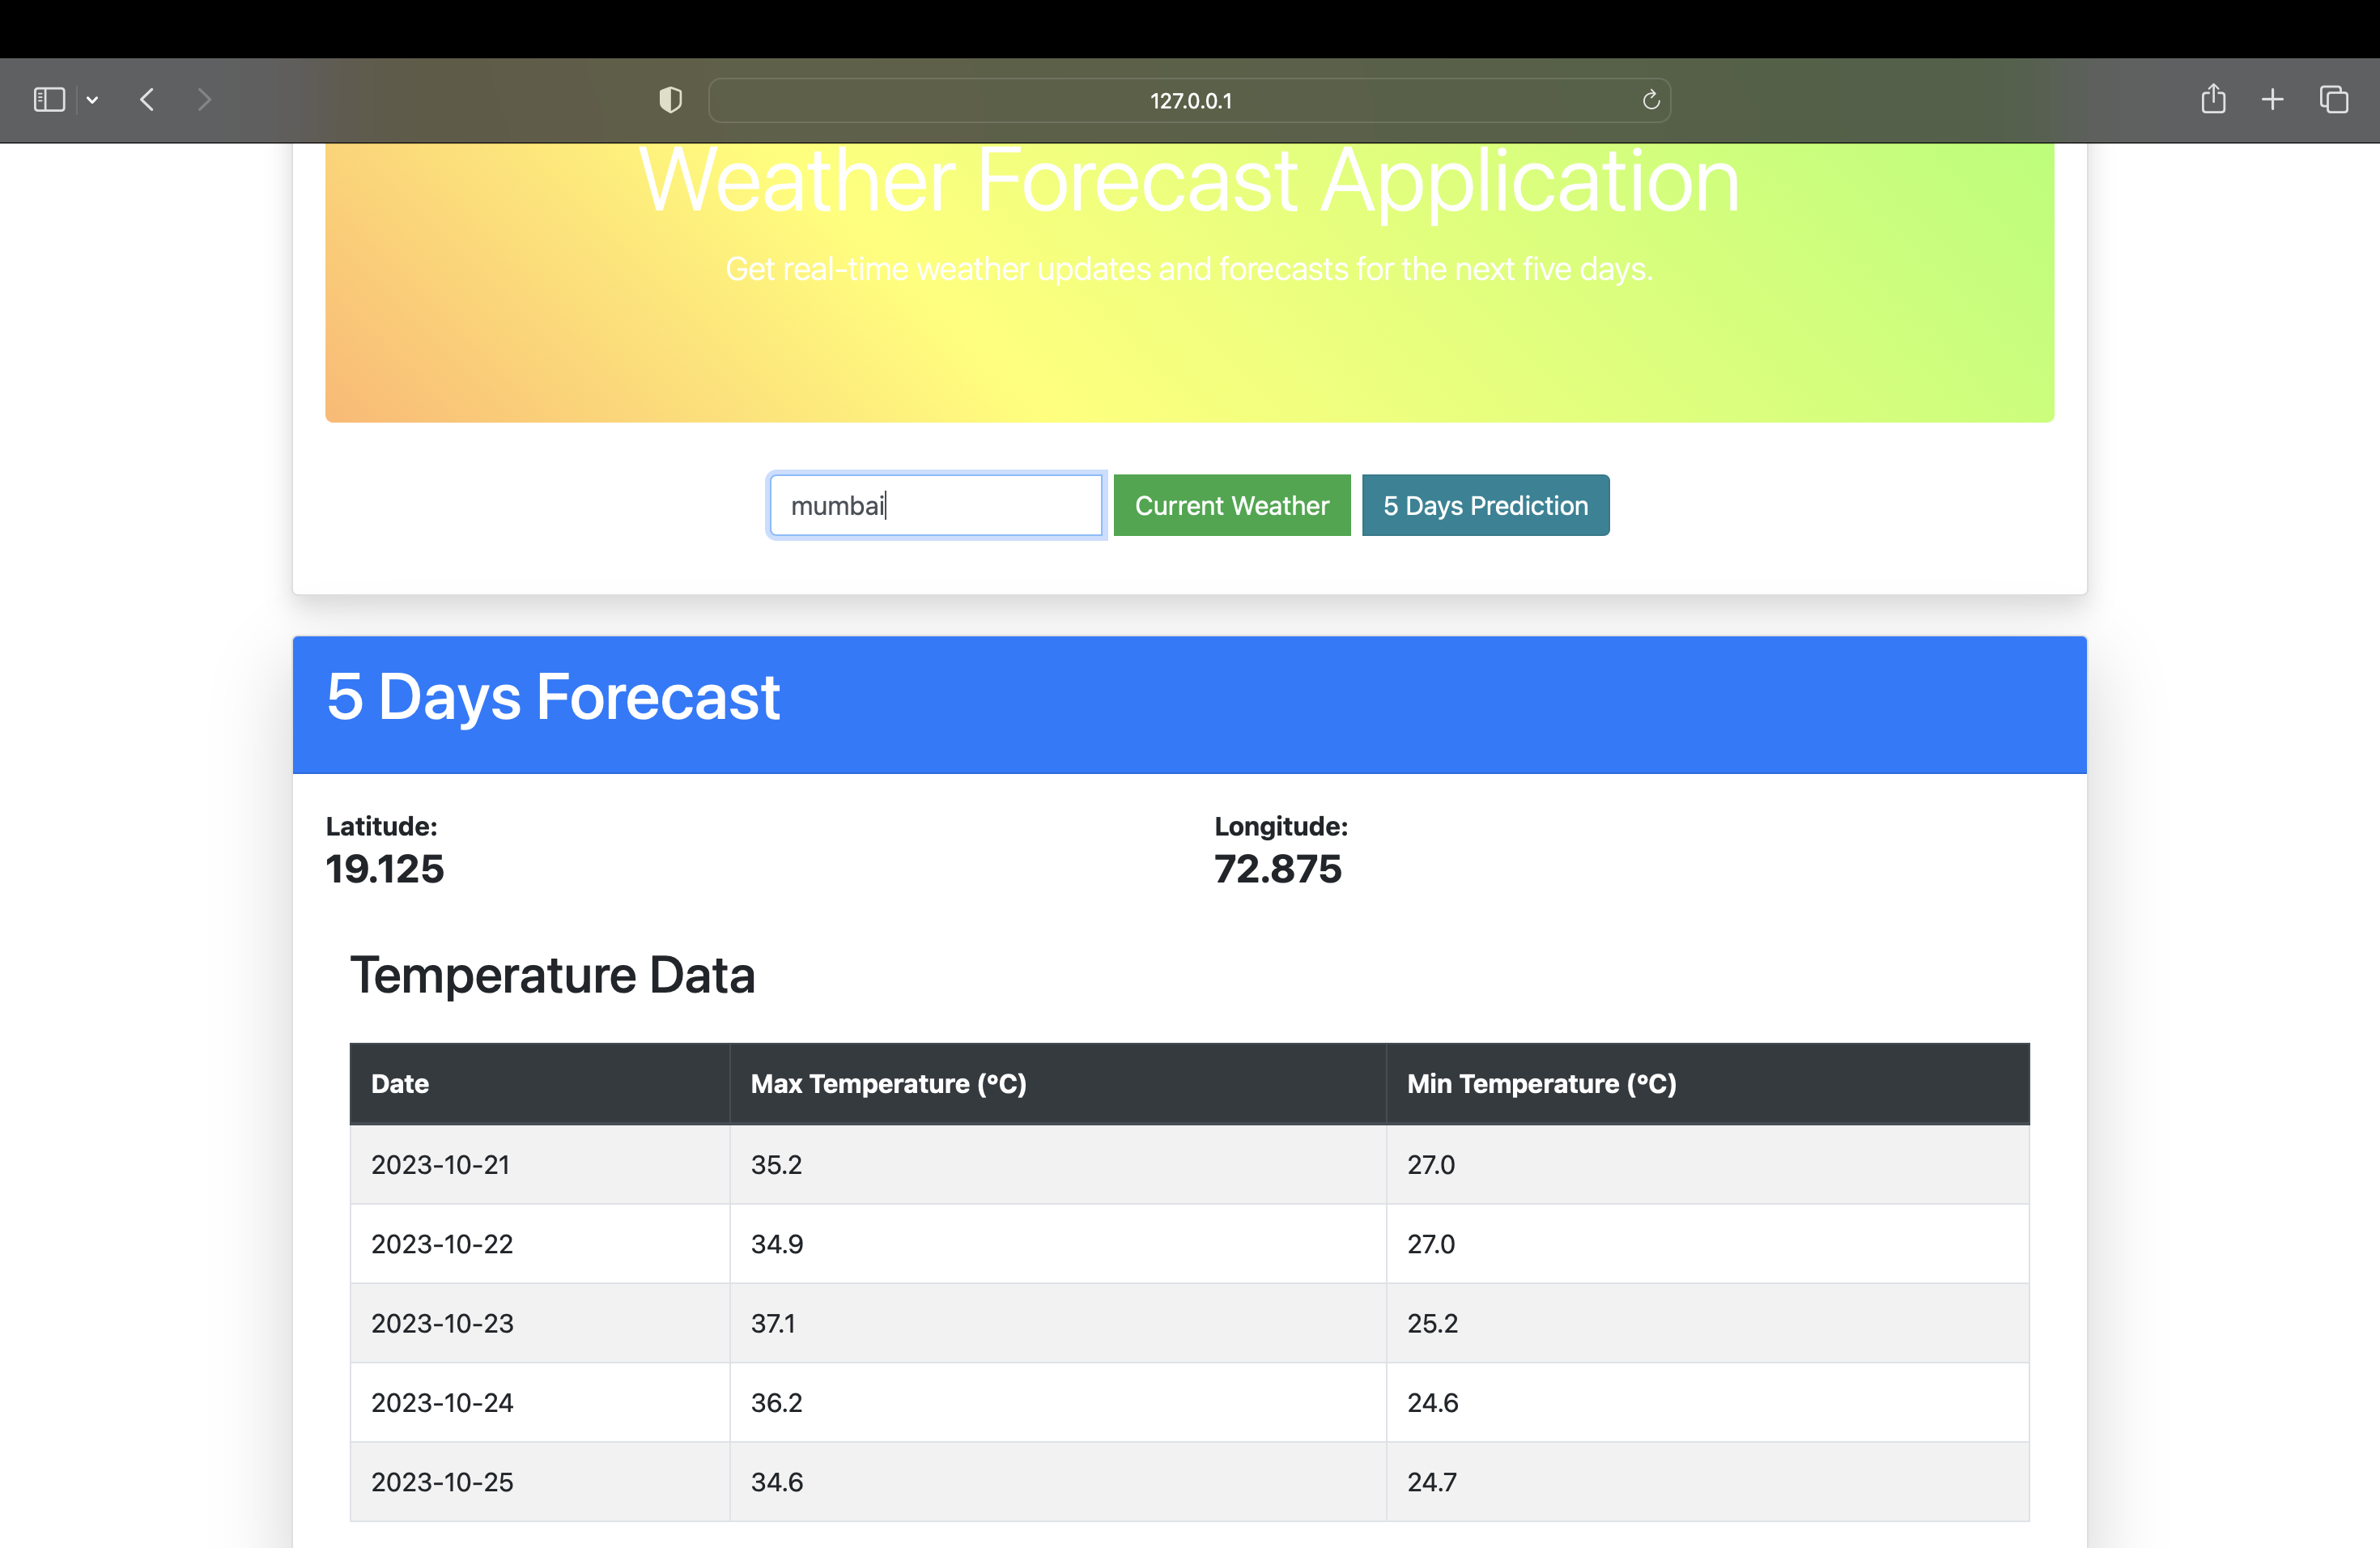 127.0.0.1
Weather Forecast Application
Get real-time weather updates and forecasts for the next five days.
mumbai Current Weather 5 Days Prediction
5 Days Forecast
Latitude: Longitude:
19.125 72.875
Temperature Data
Date Max Temperature (°C) Min Temperature (°C)
2023-10-21 35.2 27.0
2023-10-22 34.9 27.0
2023-10-23 37.1 25.2
2023-10-24 36.2 24.6
2023-10-25 34.6 24.7